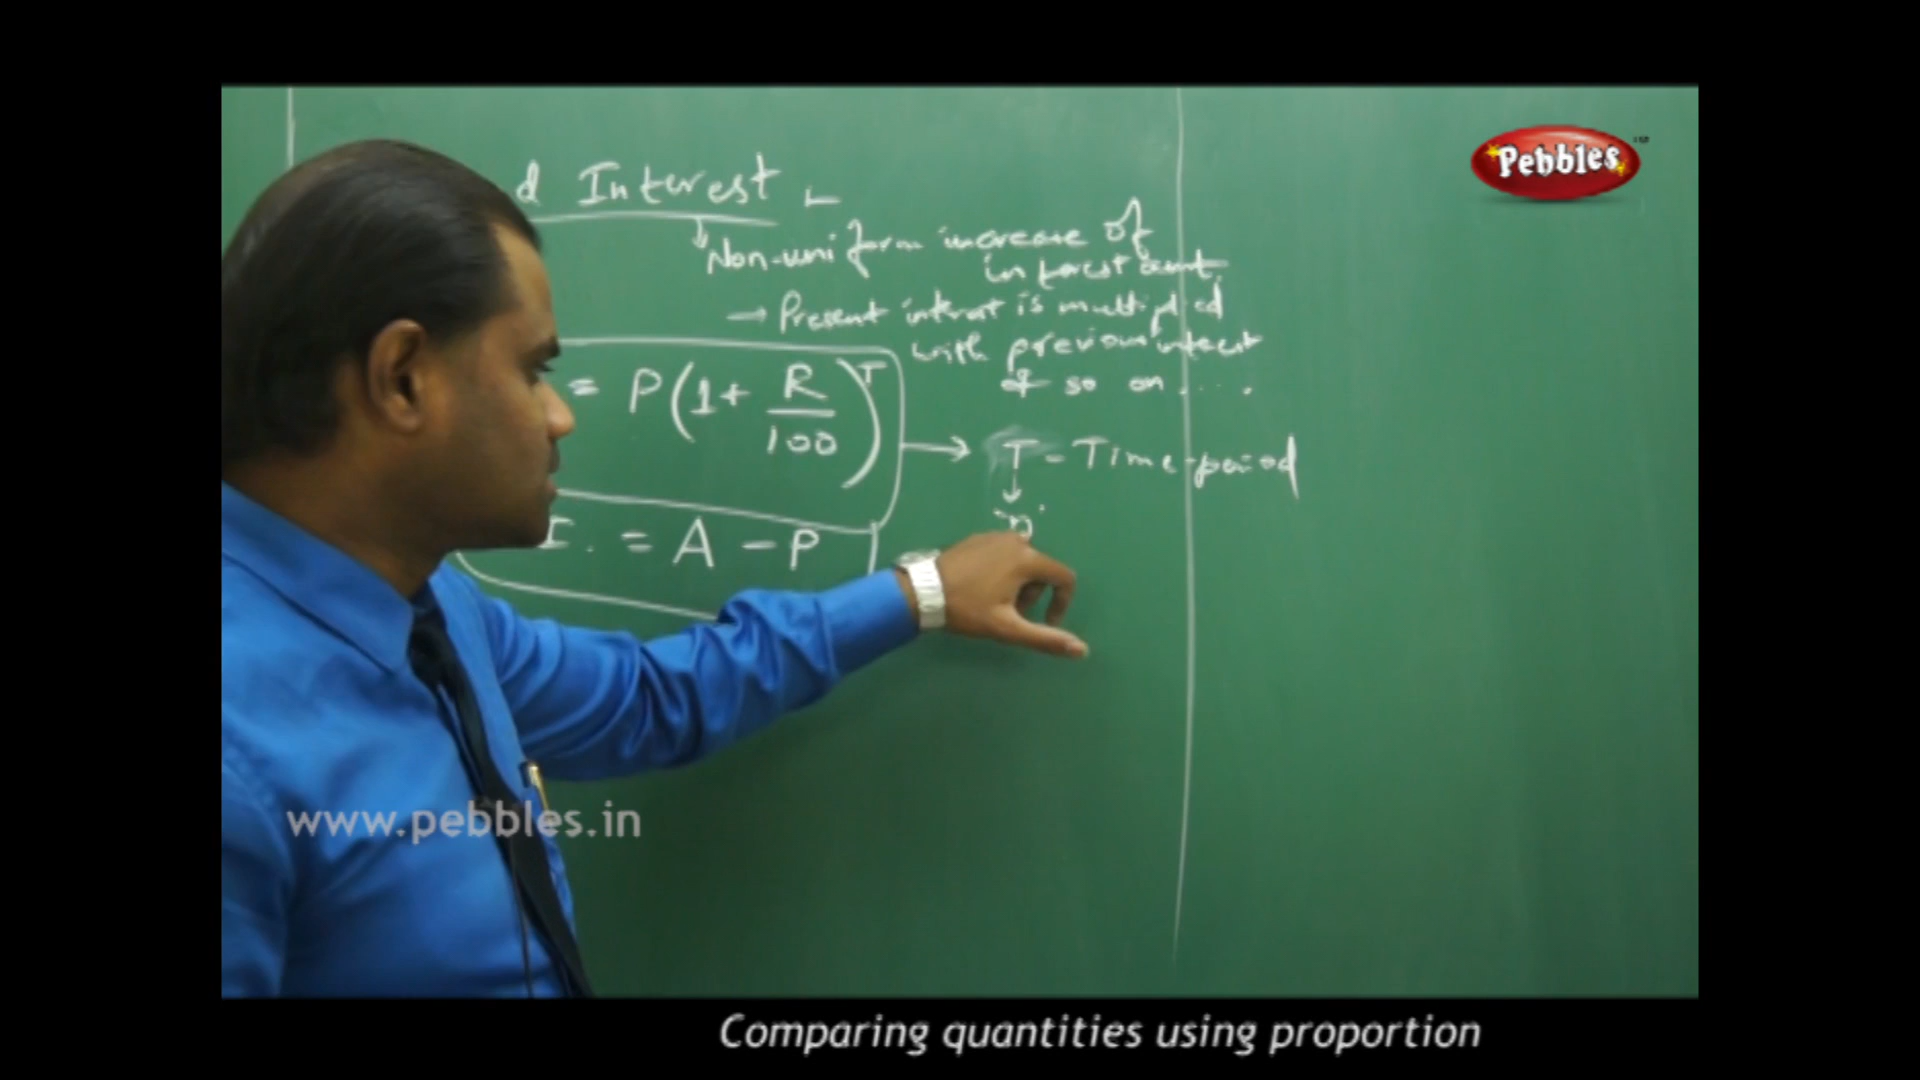 Pebbles
d Interest
Non-uniform increase of
interest amt.
→ Present interest is multiplied
with previous interest
& so on ....
= P(1 + R/100)^T
→ T - Time-period
↓
'n'
I. = A - P
www.pebbles.in
Comparing quantities using proportion